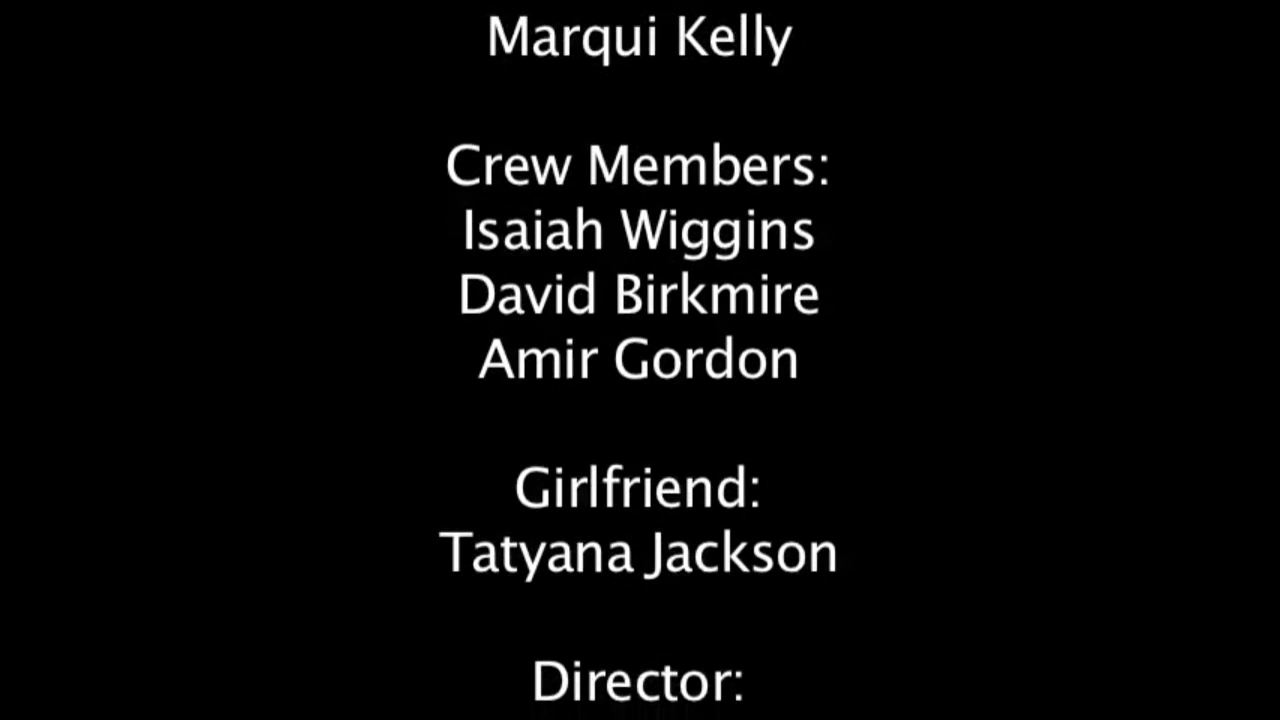 Marqui Kelly
Crew Members:
Isaiah Wiggins
David Birkmire
Amir Gordon
Girlfriend:
Tatyana Jackson
Director: